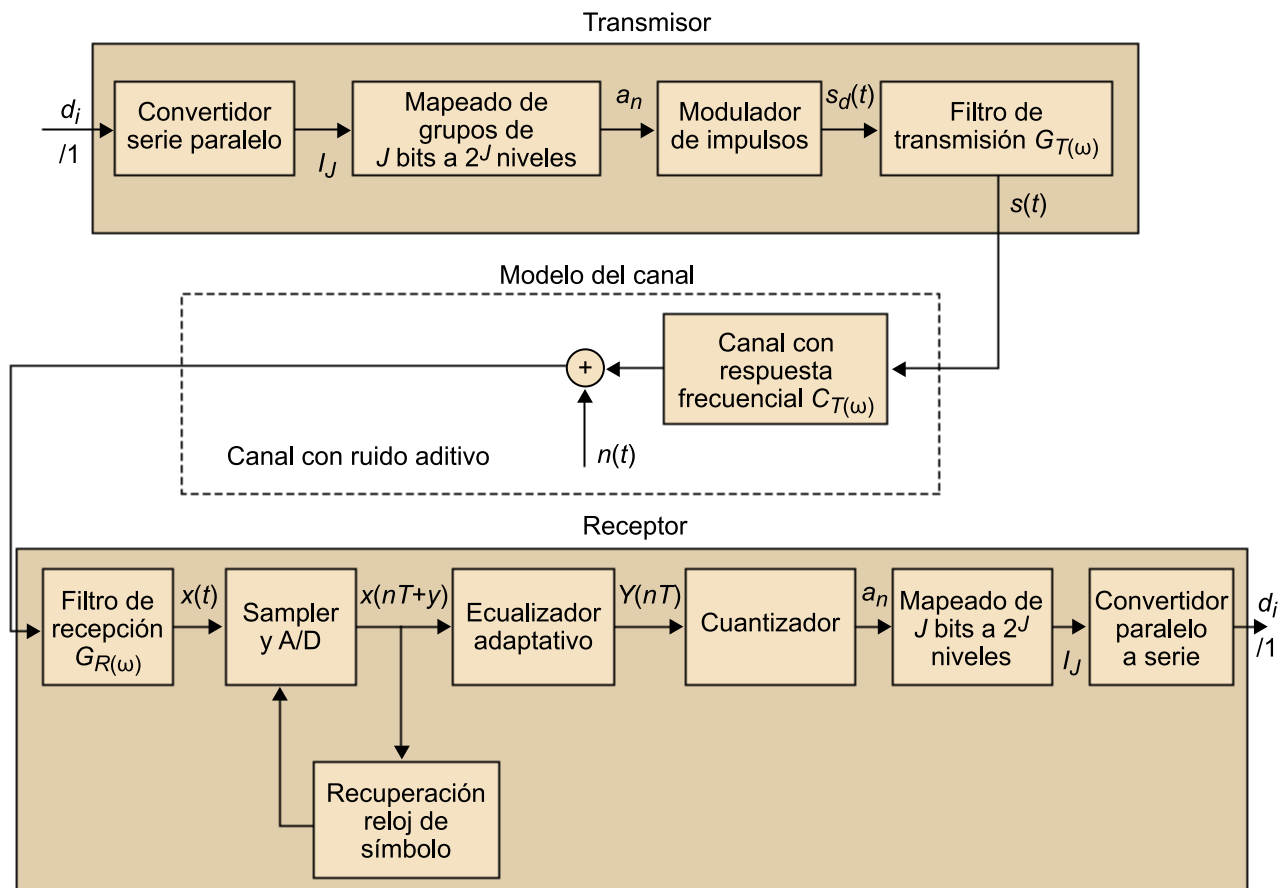 Transmisor
d_i
/1
Convertidor
serie paralelo
I_J
Mapeado de
grupos de
J bits a 2^J niveles
a_n
Modulador
de impulsos
s_d(t)
Filtro de
transmisión G_T(ω)
s(t)
Modelo del canal
Canal con
respuesta
frecuencial C_T(ω)
+
n(t)
Canal con ruido aditivo
Receptor
Filtro de
recepción
G_R(ω)
x(t)
Sampler
y A/D
x(nT+y)
Ecualizador
adaptativo
Y(nT)
Cuantizador
a_n
Mapeado de
J bits a 2^J
niveles
I_J
Convertidor
paralelo
a serie
d_i
/1
Recuperación
reloj de
símbolo